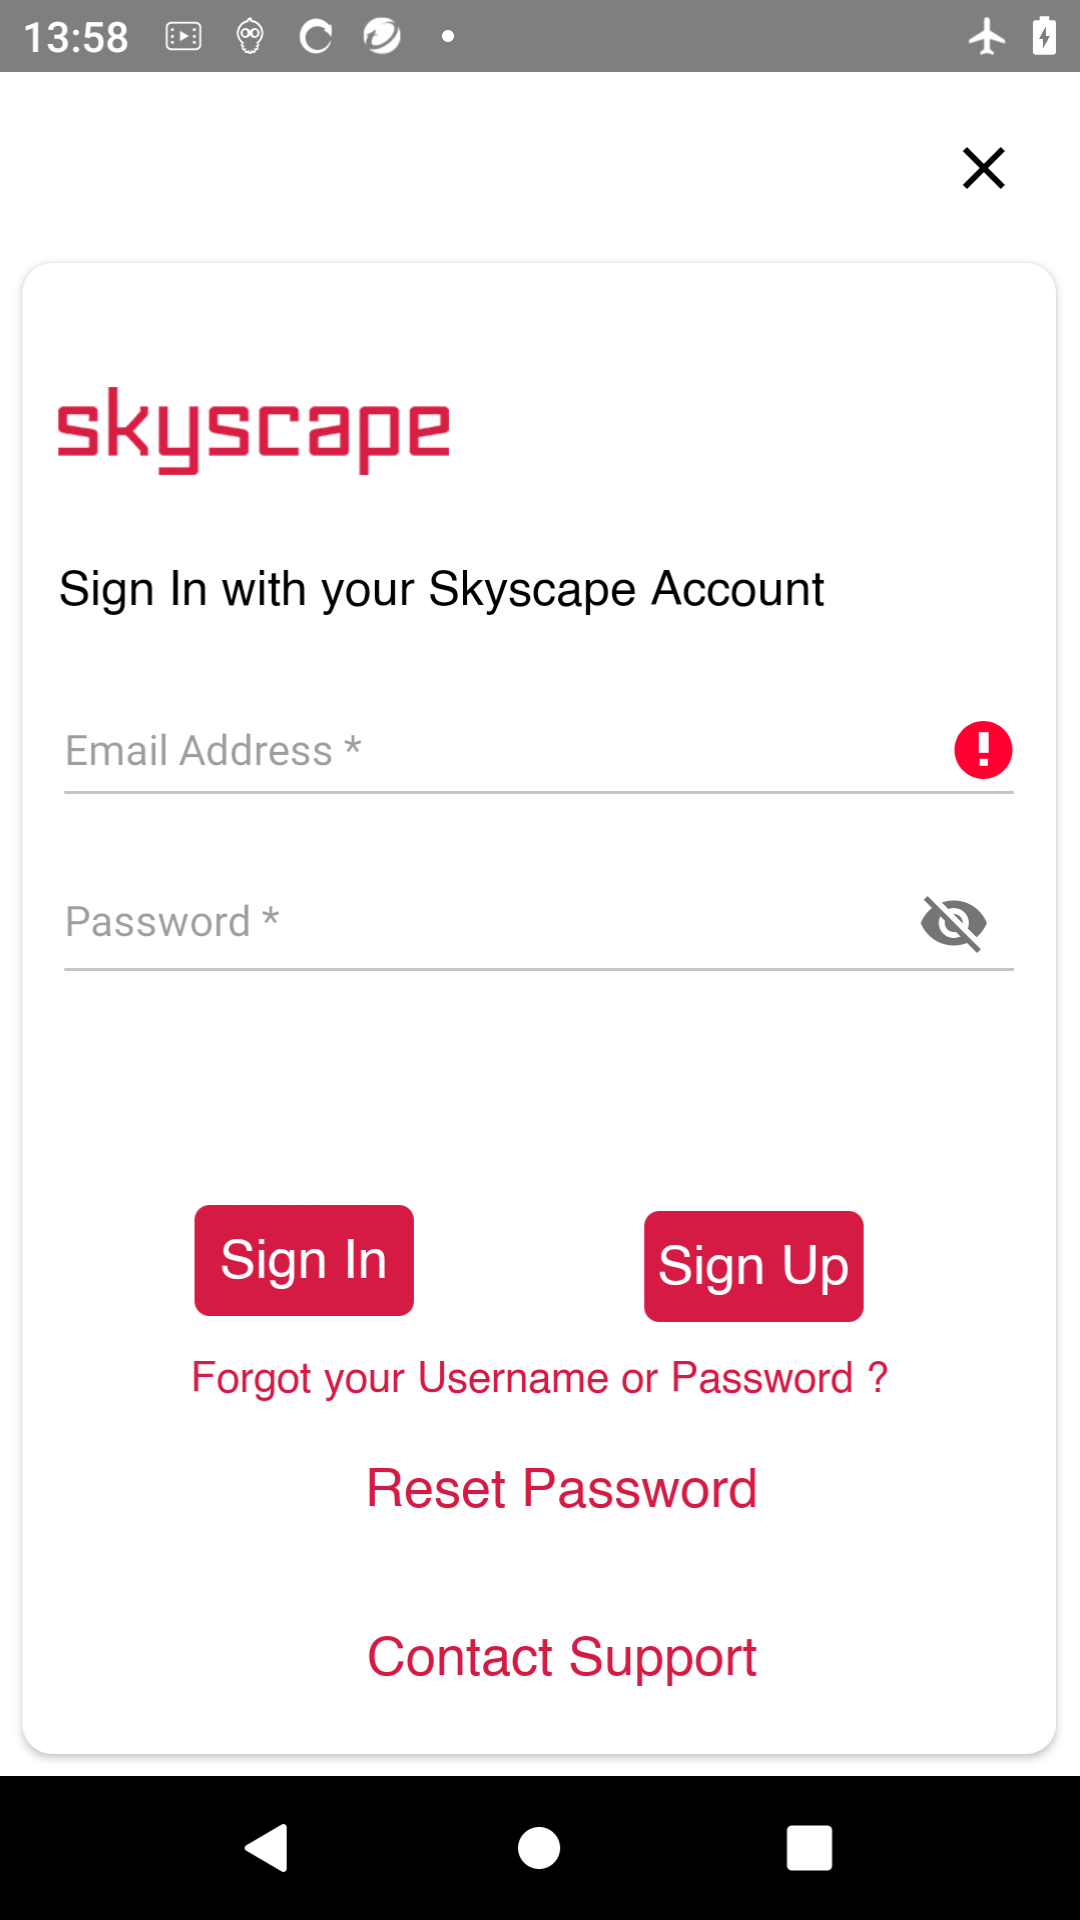 13:58
skyscape
Sign In with your Skyscape Account
Email Address *
Password *
Sign In
Sign Up
Forgot your Username or Password ?
Reset Password
Contact Support